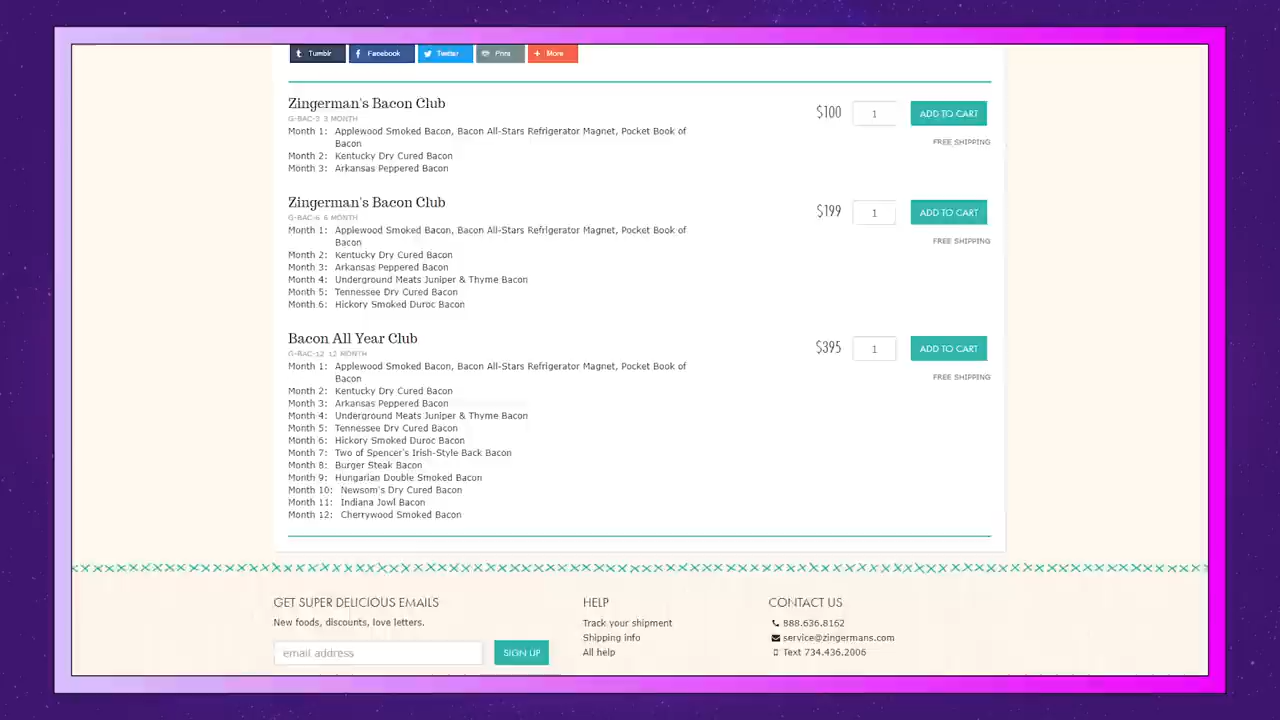 Tumblr Facebook Twitter Print More
Zingerman's Bacon Club $100 1 ADD TO CART
G-BAC-3 3 MONTH
Month 1: Applewood Smoked Bacon, Bacon All-Stars Refrigerator Magnet, Pocket Book of
Bacon FREE SHIPPING
Month 2: Kentucky Dry Cured Bacon
Month 3: Arkansas Peppered Bacon
Zingerman's Bacon Club $199 1 ADD TO CART
G-BAC-6 6 MONTH
Month 1: Applewood Smoked Bacon, Bacon All-Stars Refrigerator Magnet, Pocket Book of
Bacon FREE SHIPPING
Month 2: Kentucky Dry Cured Bacon
Month 3: Arkansas Peppered Bacon
Month 4: Underground Meats Juniper & Thyme Bacon
Month 5: Tennessee Dry Cured Bacon
Month 6: Hickory Smoked Duroc Bacon
Bacon All Year Club $395 1 ADD TO CART
G-BAC-12 12 MONTH
Month 1: Applewood Smoked Bacon, Bacon All-Stars Refrigerator Magnet, Pocket Book of
Bacon FREE SHIPPING
Month 2: Kentucky Dry Cured Bacon
Month 3: Arkansas Peppered Bacon
Month 4: Underground Meats Juniper & Thyme Bacon
Month 5: Tennessee Dry Cured Bacon
Month 6: Hickory Smoked Duroc Bacon
Month 7: Two of Spencer's Irish-Style Back Bacon
Month 8: Burger Steak Bacon
Month 9: Hungarian Double Smoked Bacon
Month 10: Newsom's Dry Cured Bacon
Month 11: Indiana Jowl Bacon
Month 12: Cherrywood Smoked Bacon
GET SUPER DELICIOUS EMAILS
New foods, discounts, love letters.
email address SIGN UP
HELP
Track your shipment
Shipping info
All help
CONTACT US
888.636.8162
service@zingermans.com
Text 734.436.2006